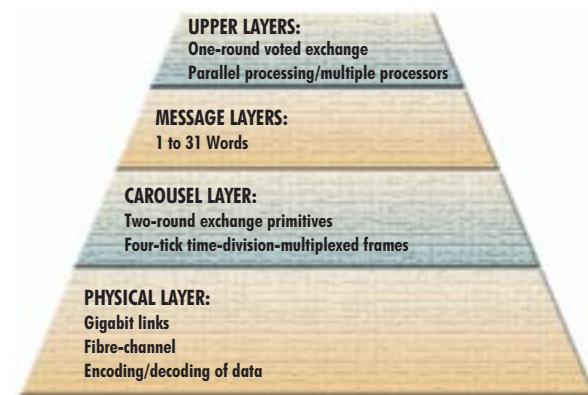 UPPER LAYERS:
One-round voted exchange
Parallel processing/multiple processors
MESSAGE LAYERS:
1 to 31 Words
CAROUSEL LAYER:
Two-round exchange primitives
Four-tick time-division-multiplexed frames
PHYSICAL LAYER:
Gigabit links
Fibre-channel
Encoding/decoding of data